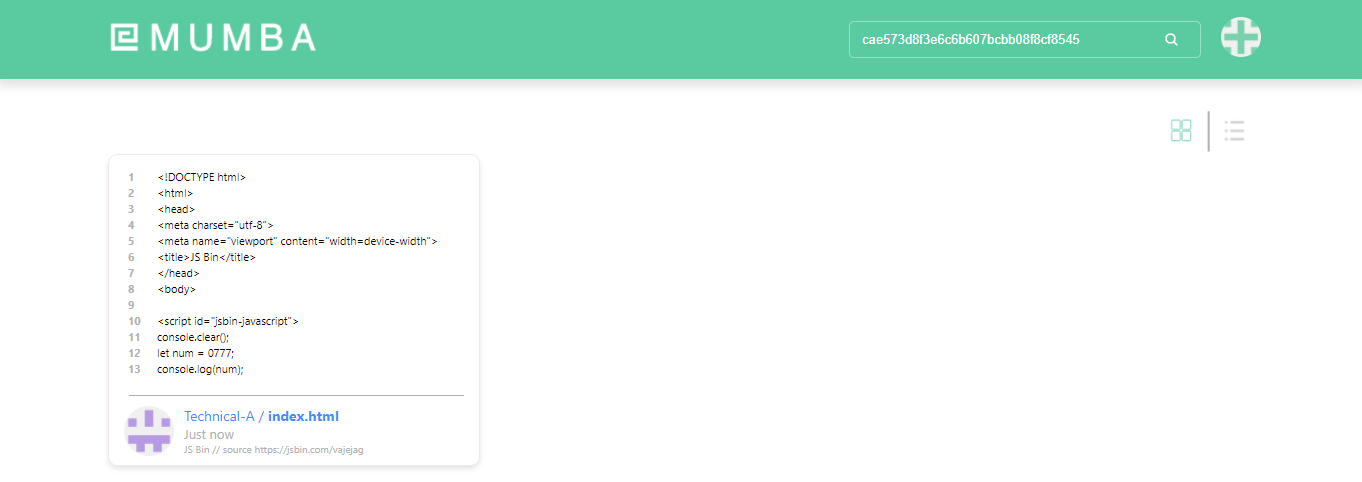 MUMBA
cae573d8f3e6c6b607bcbb08f8cf8545
1 <!DOCTYPE html>
2 <html>
3 <head>
4 <meta charset="utf-8">
5 <meta name="viewport" content="width=device-width">
6 <title>JS Bin</title>
7 </head>
8 <body>
9
10 <script id="jsbin-javascript">
11 console.clear();
12 let num = 0777;
13 console.log(num);
Technical-A / index.html
Just now
JS Bin // source https://jsbin.com/vajejag